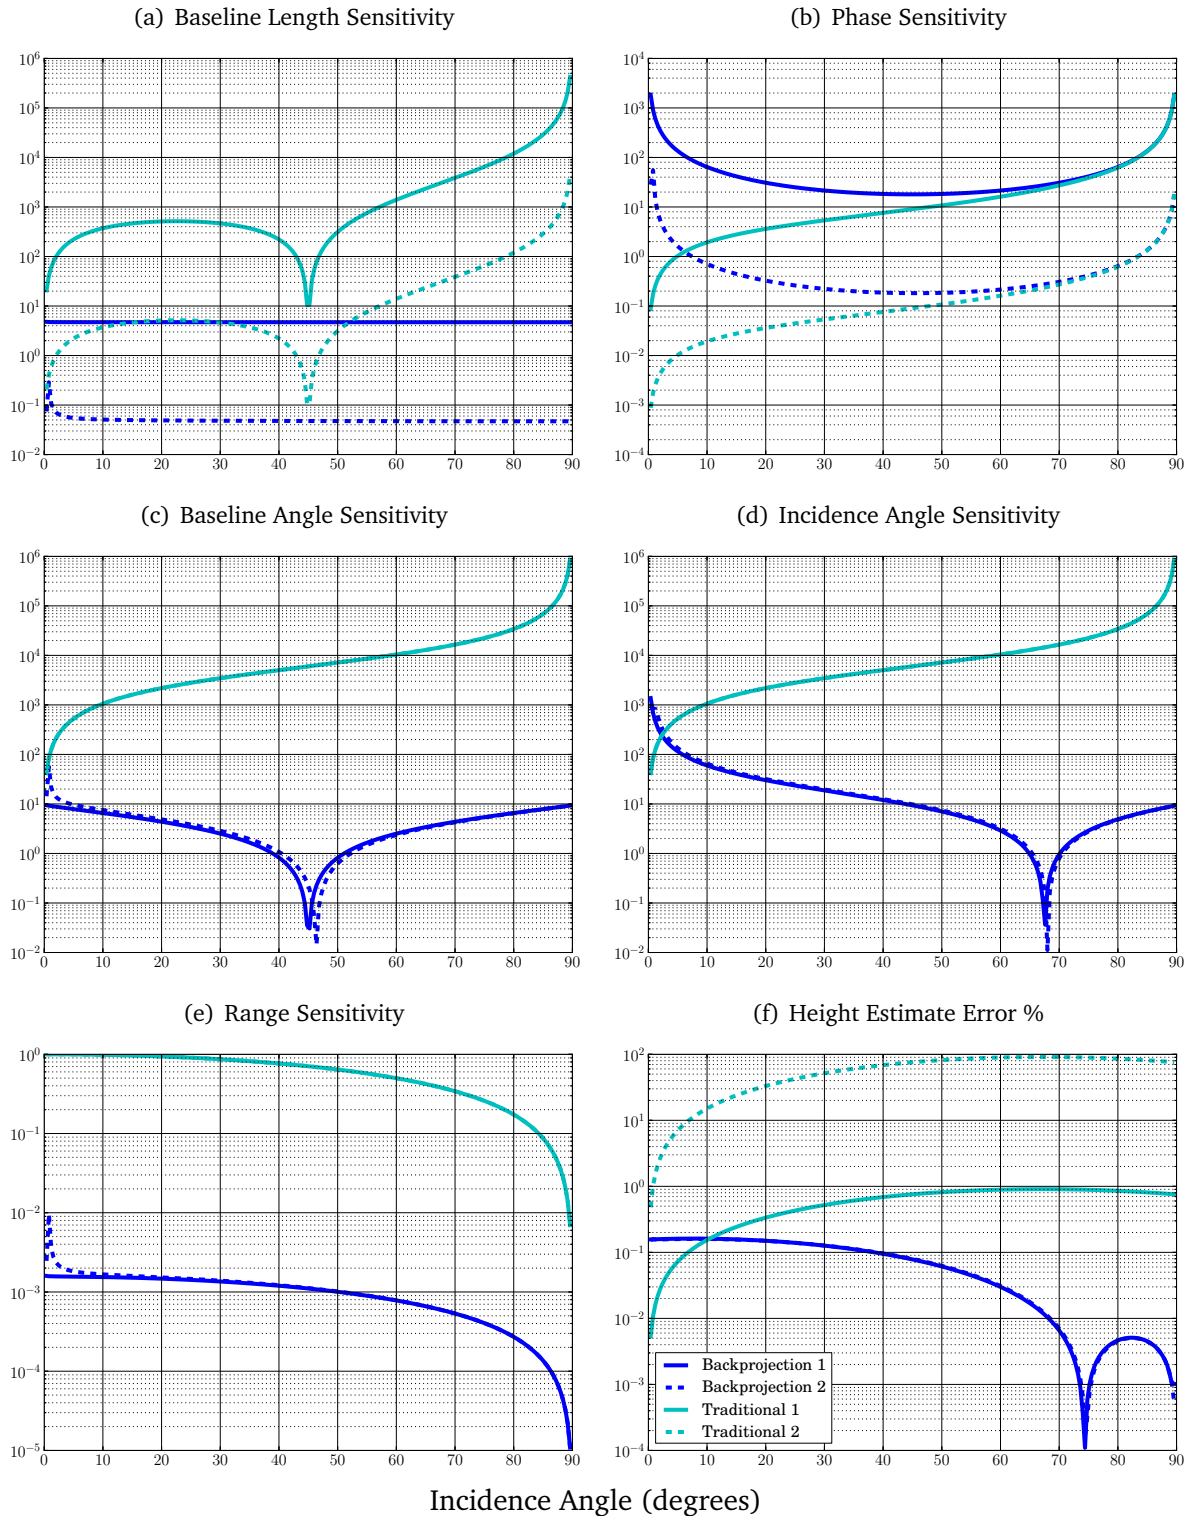 (a) Baseline Length Sensitivity
(b) Phase Sensitivity
10^6
10^5
10^4
10^3
10^2
10^1
10^0
10^-1
10^-2
0 10 20 30 40 50 60 70 80 90
10^4
10^3
10^2
10^1
10^0
10^-1
10^-2
10^-3
10^-4
0 10 20 30 40 50 60 70 80 90
(c) Baseline Angle Sensitivity
(d) Incidence Angle Sensitivity
10^6
10^5
10^4
10^3
10^2
10^1
10^0
10^-1
10^-2
0 10 20 30 40 50 60 70 80 90
10^6
10^5
10^4
10^3
10^2
10^1
10^0
10^-1
10^-2
0 10 20 30 40 50 60 70 80 90
(e) Range Sensitivity
(f) Height Estimate Error %
10^0
10^-1
10^-2
10^-3
10^-4
10^-5
0 10 20 30 40 50 60 70 80 90
10^2
10^1
10^0
10^-1
10^-2
10^-3
10^-4
Backprojection 1
Backprojection 2
Traditional 1
Traditional 2
0 10 20 30 40 50 60 70 80 90
Incidence Angle (degrees)